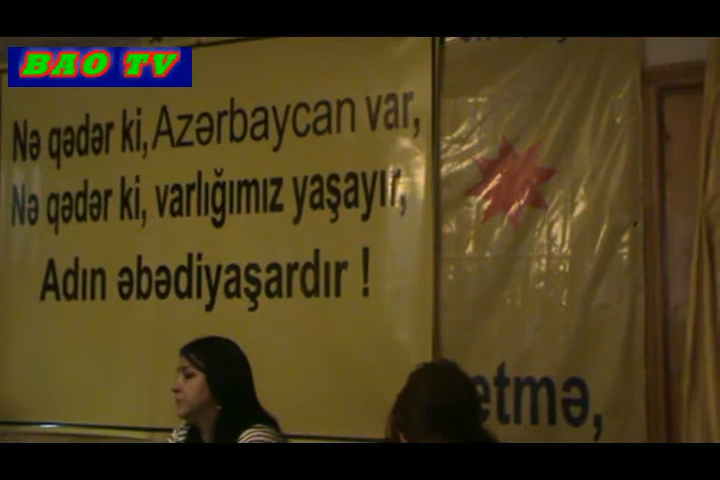 BAO TV
Nə qədər ki, Azərbaycan var,
Nə qədər ki, varlığımız yaşayır,
Adın əbədiyaşardır !
etmə,